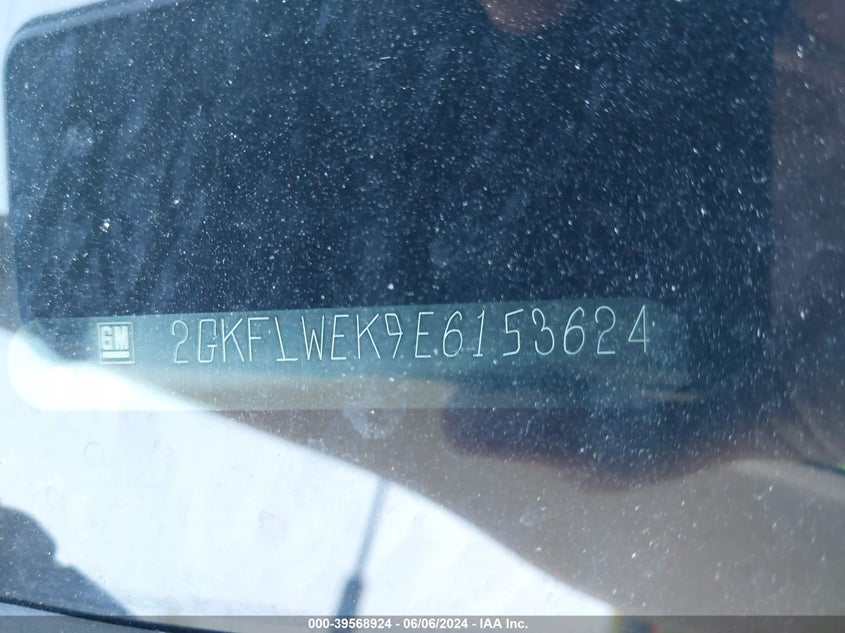 GM 2GKFLWEK9E6153624
000-39568924 / 06/06/2024 - IAA Inc.